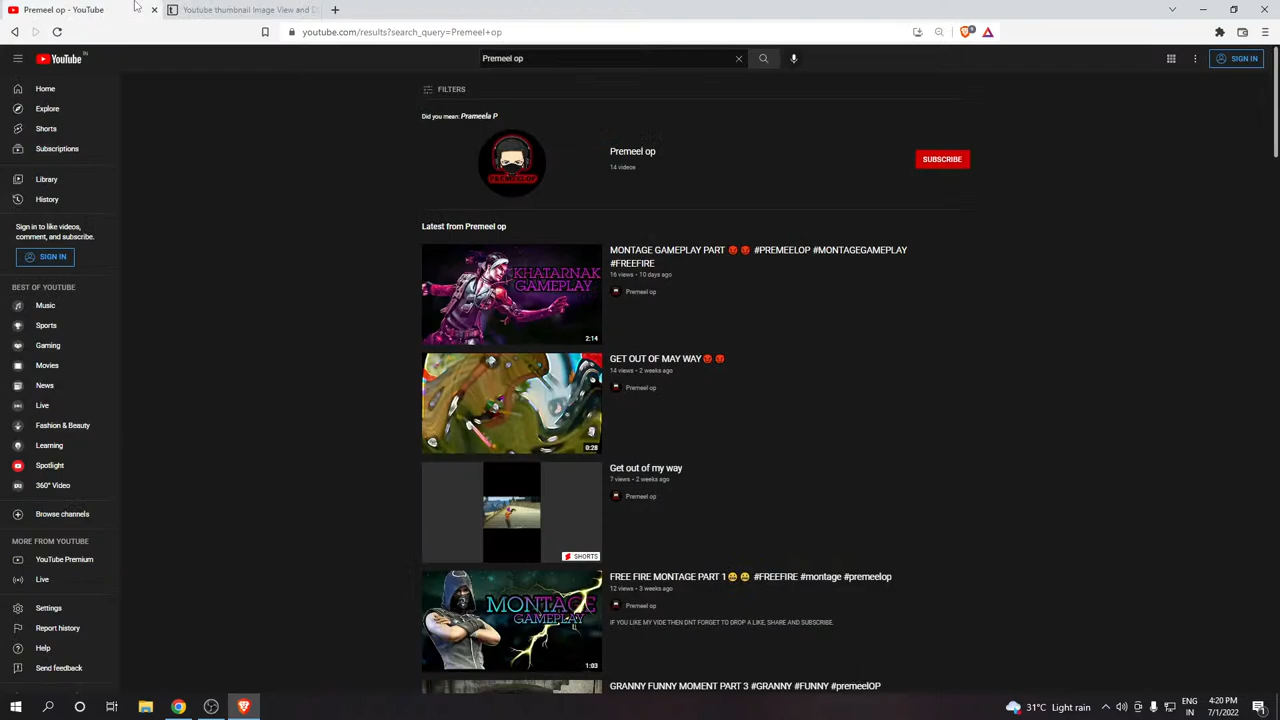 Premeel op - YouTube
Youtube thumbnail Image View and D
youtube.com/results?search_query=Premeel+op
YouTube IN
Premeel op
SIGN IN
Home
Explore
Shorts
Subscriptions
Library
History
Sign in to like videos,
comment, and subscribe.
SIGN IN
BEST OF YOUTUBE
Music
Sports
Gaming
Movies
News
Live
Fashion & Beauty
Learning
Spotlight
360° Video
Browse channels
MORE FROM YOUTUBE
YouTube Premium
Live
Settings
Report history
Help
Send feedback
FILTERS
Did you mean: Prameela P
PREMEELOP
Premeel op
14 videos
SUBSCRIBE
Latest from Premeel op
KHATARNAK
GAMEPLAY
2:14
MONTAGE GAMEPLAY PART 😡 😡 #PREMEELOP #MONTAGEGAMEPLAY
#FREEFIRE
16 views • 10 days ago
Premeel op
0:28
GET OUT OF MAY WAY😡 😡
14 views • 2 weeks ago
Premeel op
SHORTS
Get out of my way
7 views • 2 weeks ago
Premeel op
MONTAGE
GAMEPLAY
1:03
FREE FIRE MONTAGE PART 1😄 😄 #FREEFIRE #montage #premeelop
12 views • 3 weeks ago
Premeel op
IF YOU LIKE MY VIDE THEN DNT FORGET TO DROP A LIKE, SHARE AND SUBSCRIBE.
GRANNY FUNNY MOMENT PART 3 #GRANNY #FUNNY #premeelOP
31°C Light rain
ENG
IN
4:20 PM
7/1/2022